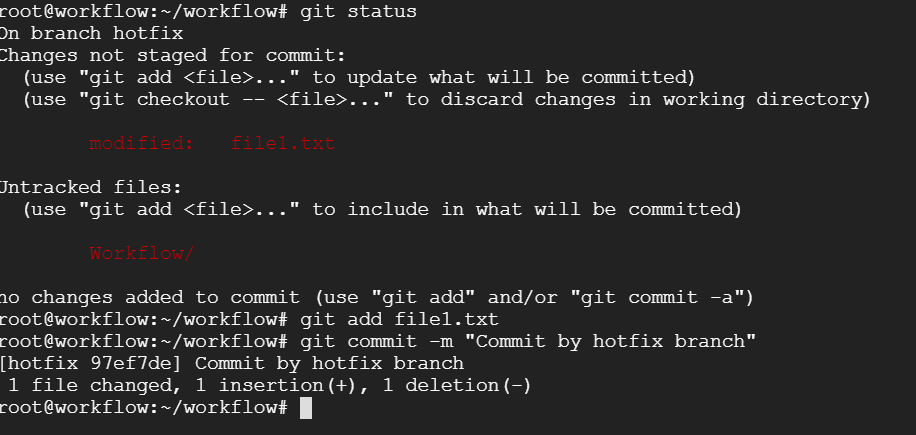 root@workflow:~/workflow# git status
On branch hotfix
Changes not staged for commit:
  (use "git add <file>..." to update what will be committed)
  (use "git checkout -- <file>..." to discard changes in working directory)
        modified:   file1.txt
Untracked files:
  (use "git add <file>..." to include in what will be committed)
        Workflow/
no changes added to commit (use "git add" and/or "git commit -a")
root@workflow:~/workflow# git add file1.txt
root@workflow:~/workflow# git commit -m "Commit by hotfix branch"
[hotfix 97ef7de] Commit by hotfix branch
 1 file changed, 1 insertion(+), 1 deletion(-)
root@workflow:~/workflow#